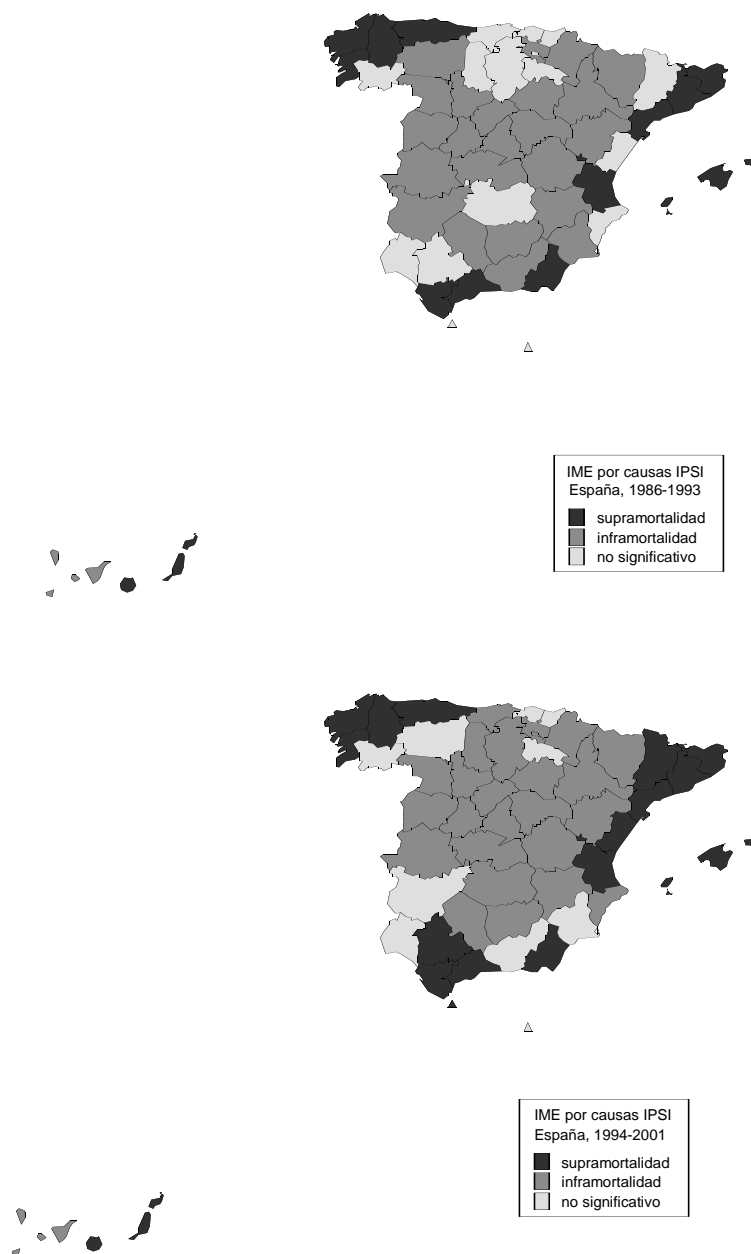 IME por causas IPSI
España, 1986-1993
supramortalidad
inframortalidad
no significativo
IME por causas IPSI
España, 1994-2001
supramortalidad
inframortalidad
no significativo